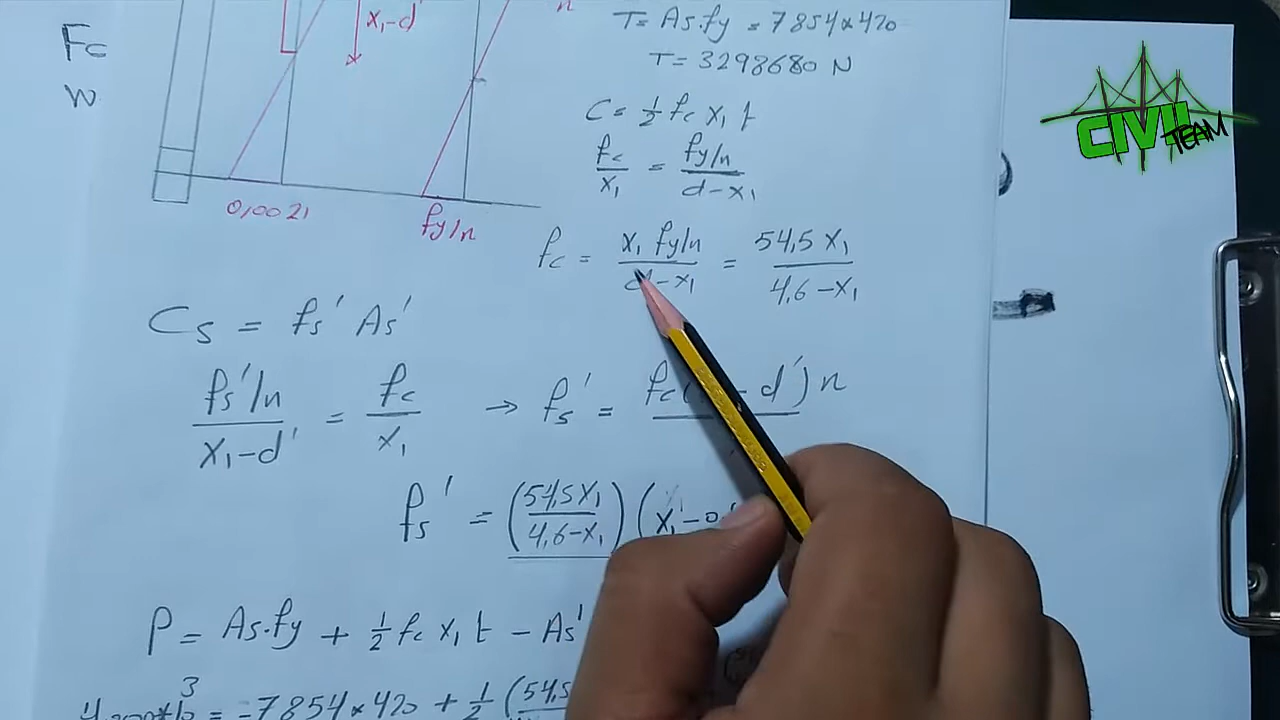 Fc
w
x₁-d'
n
0,0021
fy/n
T = As.fy = 7854×420
T = 3298680 N
C = ½ fc x₁ t
fc/x₁ = fy/n / d-x₁
fc = x₁ fy/n / d-x₁ = 54,5 x₁ / 4,6-x₁
Cs = fs' As'
fs'/n / x₁-d' = fc/x₁ → fs' = fc( - d')n
fs' = (54,5x₁ / 4,6-x₁)(x₁-0,
P = As.fy + ½ fc x₁ t - As'
= -7854×420 + ½ (54,5
CIVIL
TEAM